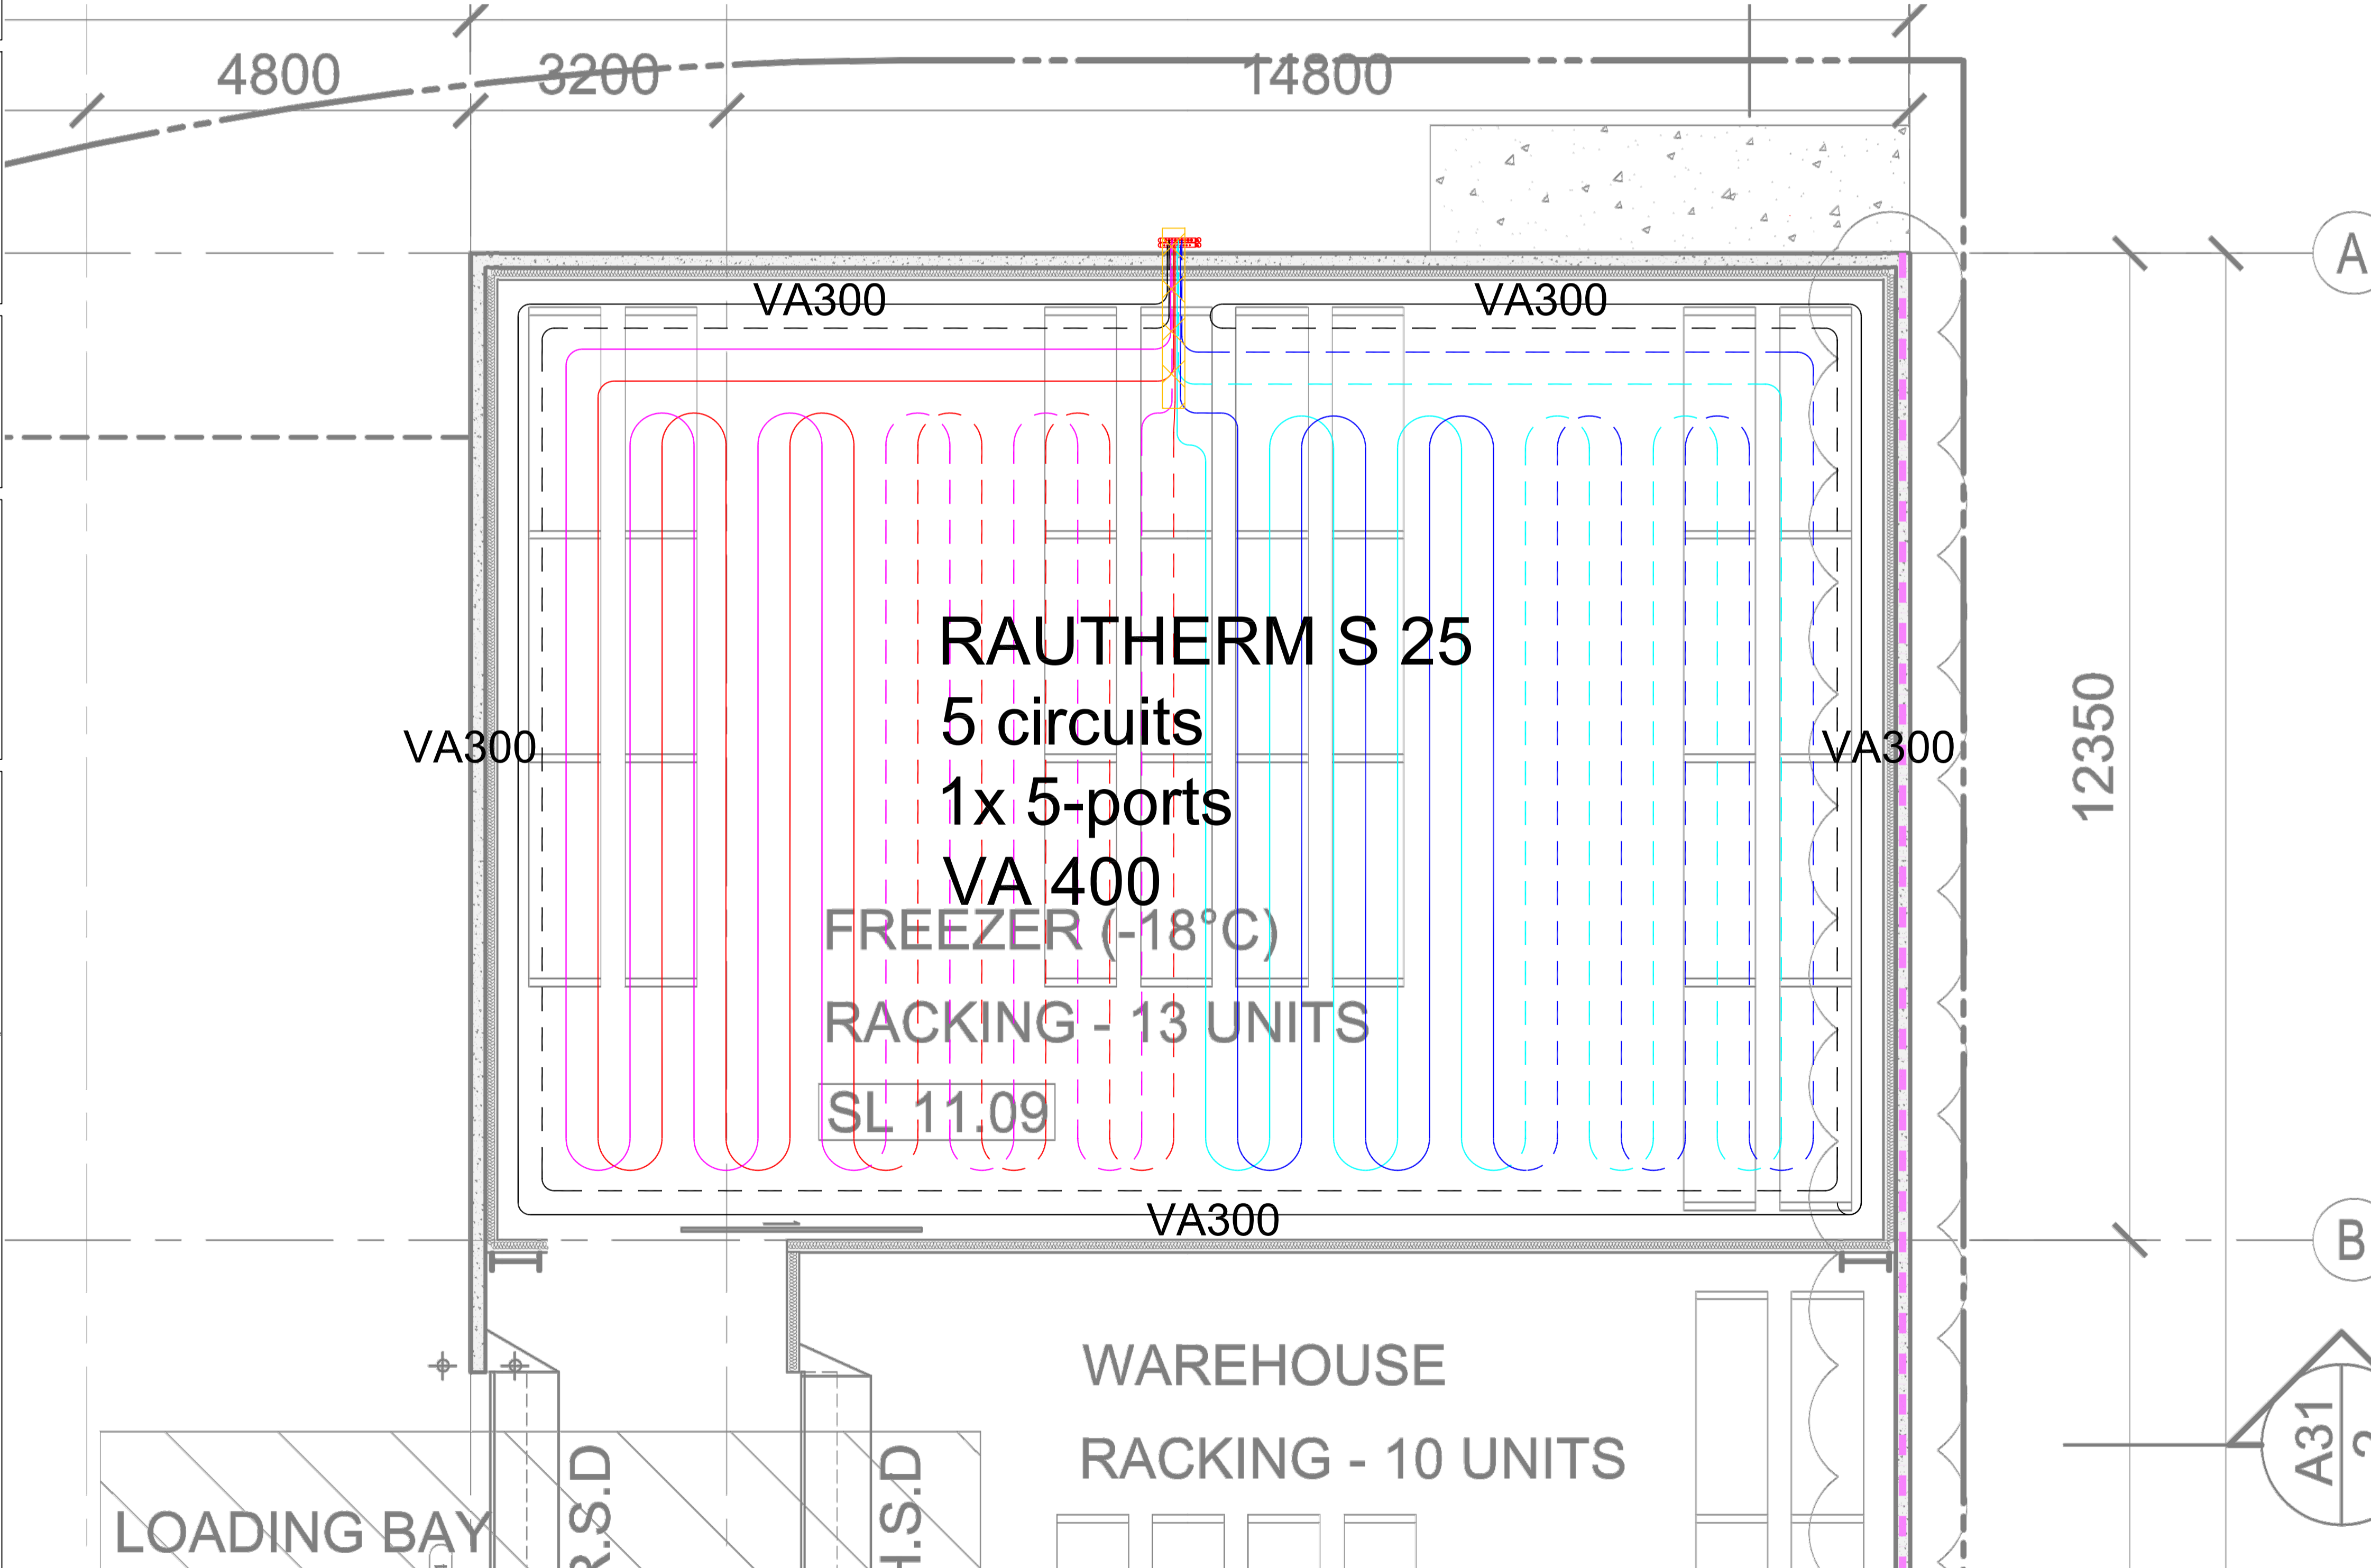 4800
3200
14800
A
VA300
VA300
RAUTHERM S 25
5 circuits
1x 5-ports
VA 400
VA300
VA300
12350
FREEZER (-18°C)
RACKING - 13 UNITS
SL 11.09
VA300
B
WAREHOUSE
RACKING - 10 UNITS
A31
LOADING BAY
R.S.D
H.S.D